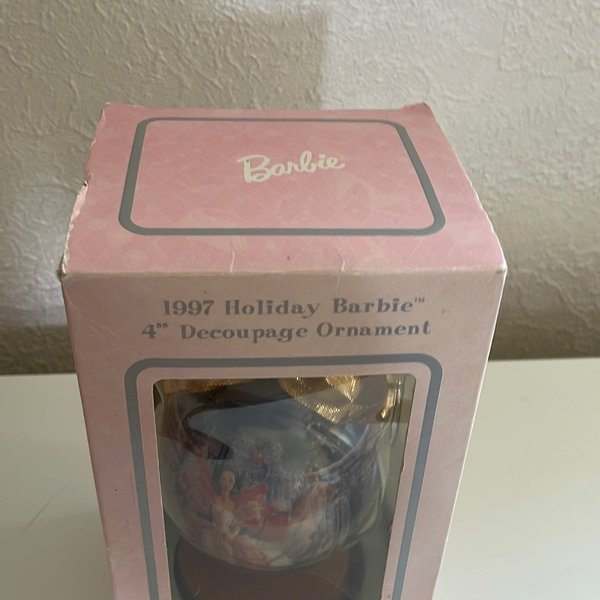 Barbie
1997 Holiday Barbie™
4" Decoupage Ornament